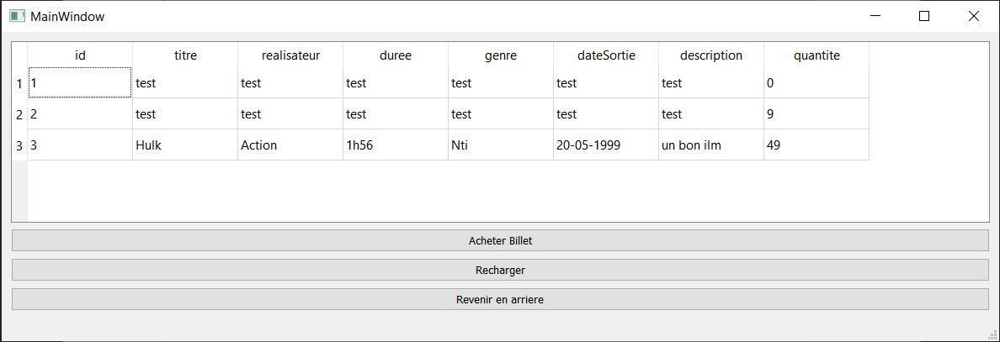 MainWindow
id titre realisateur duree genre dateSortie description quantite
1 1 test test test test test test 0
2 2 test test test test test test 9
3 3 Hulk Action 1h56 Nti 20-05-1999 un bon ilm 49
Acheter Billet
Recharger
Revenir en arriere